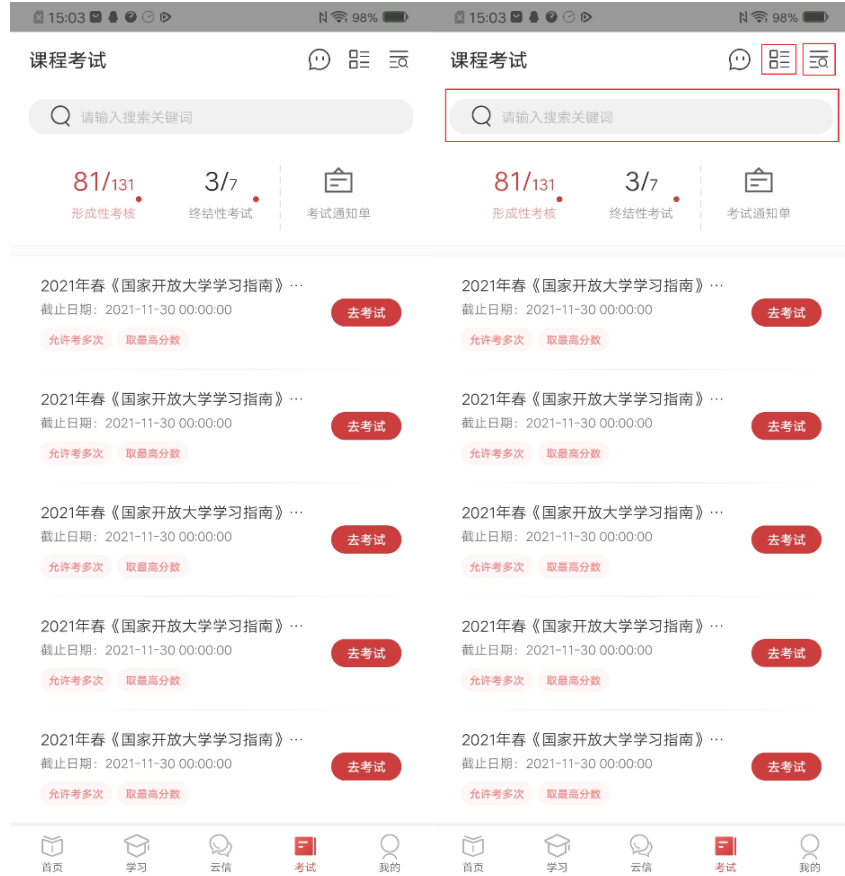 15:03 98%
课程考试
请输入搜索关键词
81/131 3/7
形成性考核 终结性考试 考试通知单
2021年春《国家开放大学学习指南》···
截止日期：2021-11-30 00:00:00
去考试
允许考多次 取最高分数
2021年春《国家开放大学学习指南》···
截止日期：2021-11-30 00:00:00
去考试
允许考多次 取最高分数
2021年春《国家开放大学学习指南》···
截止日期：2021-11-30 00:00:00
去考试
允许考多次 取最高分数
2021年春《国家开放大学学习指南》···
截止日期：2021-11-30 00:00:00
去考试
允许考多次 取最高分数
2021年春《国家开放大学学习指南》···
截止日期：2021-11-30 00:00:00
去考试
允许考多次 取最高分数
首页 学习 云信 考试 我的
15:03 98%
课程考试
请输入搜索关键词
81/131 3/7
形成性考核 终结性考试 考试通知单
2021年春《国家开放大学学习指南》···
截止日期：2021-11-30 00:00:00
去考试
允许考多次 取最高分数
2021年春《国家开放大学学习指南》···
截止日期：2021-11-30 00:00:00
去考试
允许考多次 取最高分数
2021年春《国家开放大学学习指南》···
截止日期：2021-11-30 00:00:00
去考试
允许考多次 取最高分数
2021年春《国家开放大学学习指南》···
截止日期：2021-11-30 00:00:00
去考试
允许考多次 取最高分数
2021年春《国家开放大学学习指南》···
截止日期：2021-11-30 00:00:00
去考试
允许考多次 取最高分数
首页 学习 云信 考试 我的